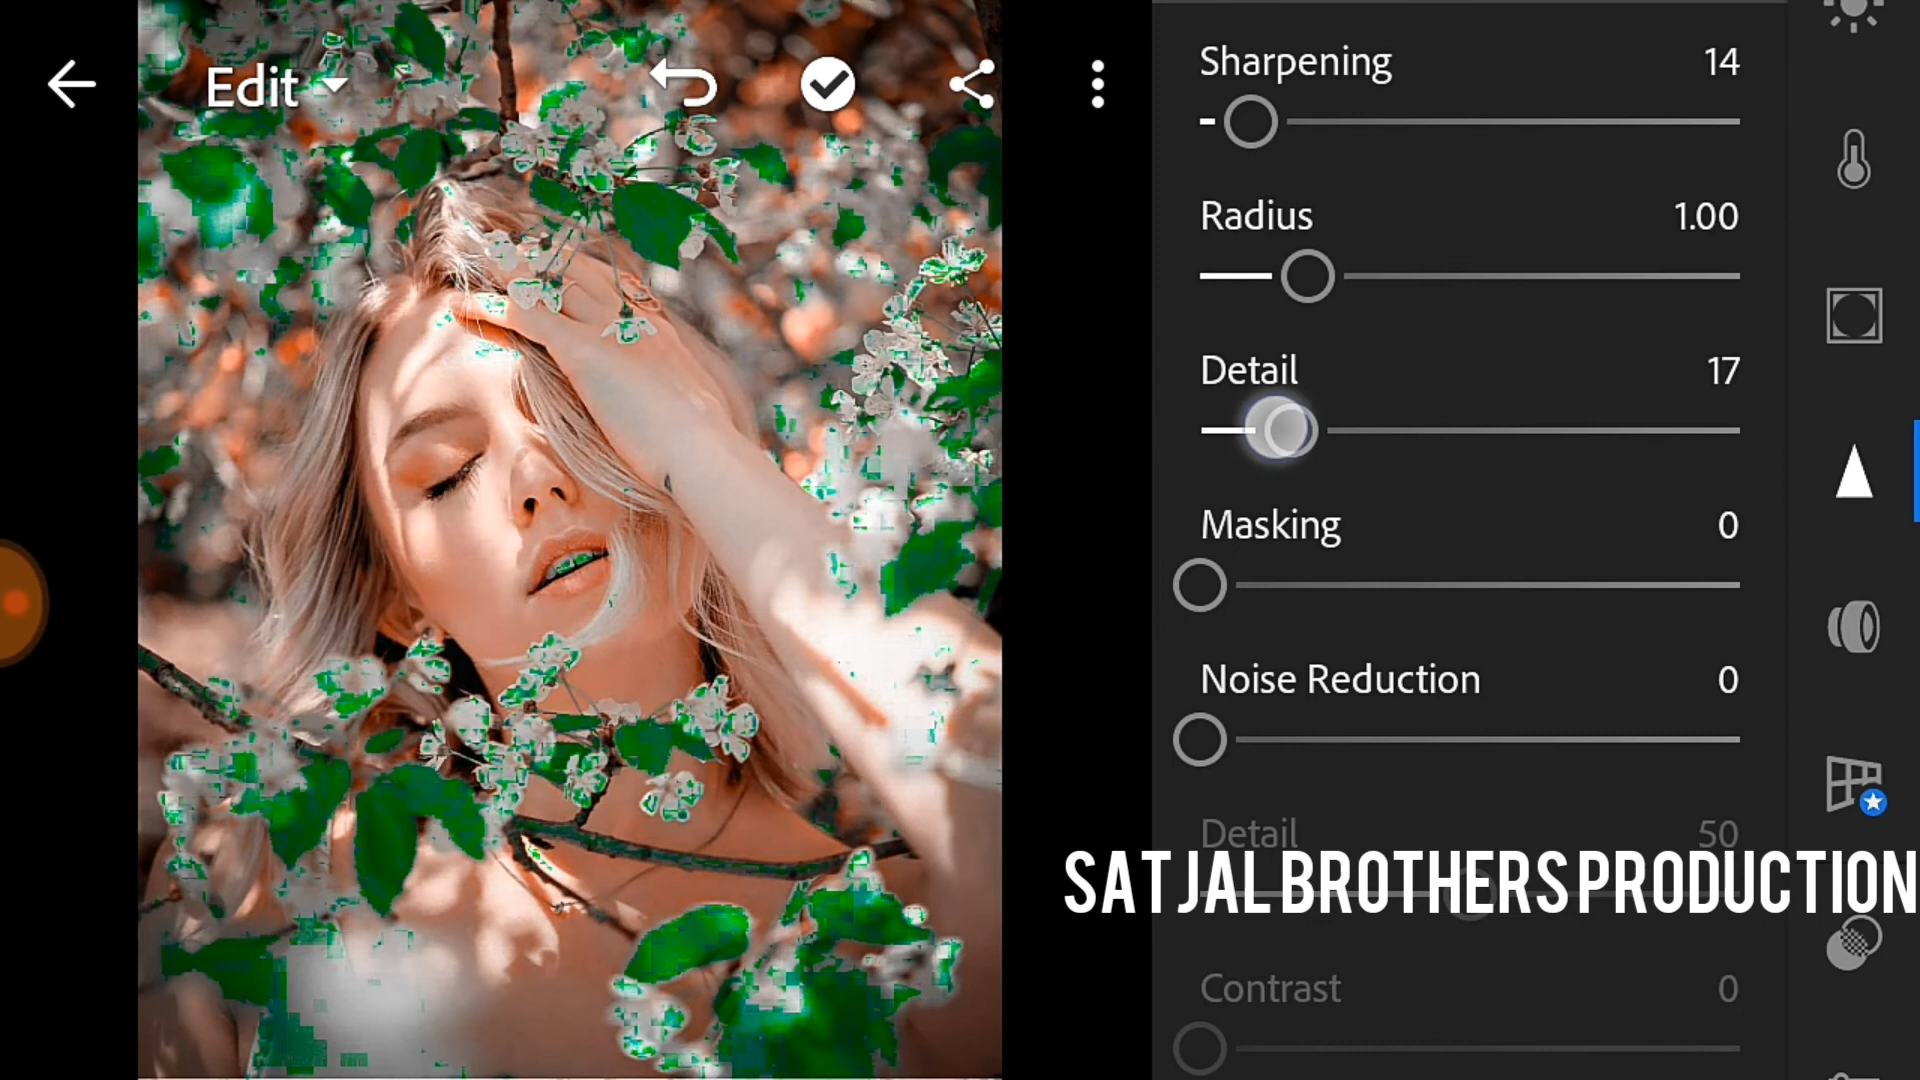 Edit
Sharpening 14
Radius 1.00
Detail 17
Masking 0
Noise Reduction 0
Detail 50
SATJAL BROTHERS PRODUCTION
Contrast 0